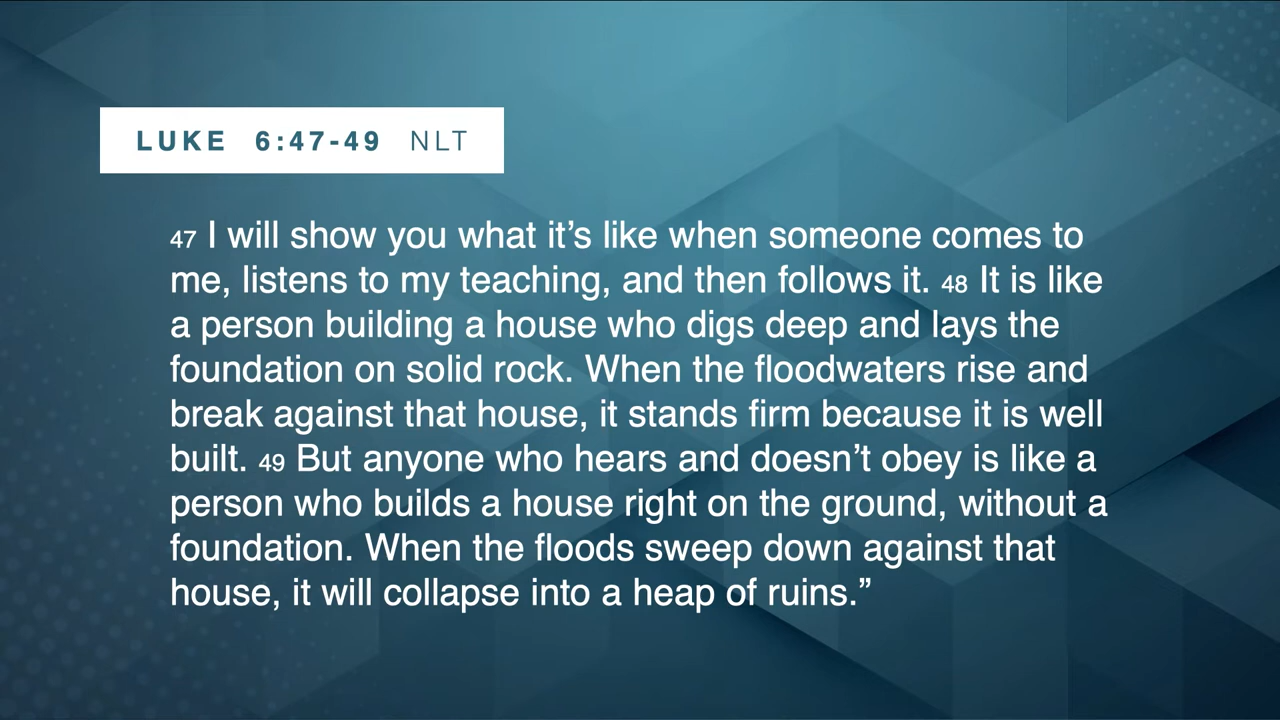 LUKE 6:47-49 NLT
47 I will show you what it’s like when someone comes to
me, listens to my teaching, and then follows it. 48 It is like
a person building a house who digs deep and lays the
foundation on solid rock. When the floodwaters rise and
break against that house, it stands firm because it is well
built. 49 But anyone who hears and doesn’t obey is like a
person who builds a house right on the ground, without a
foundation. When the floods sweep down against that
house, it will collapse into a heap of ruins.”